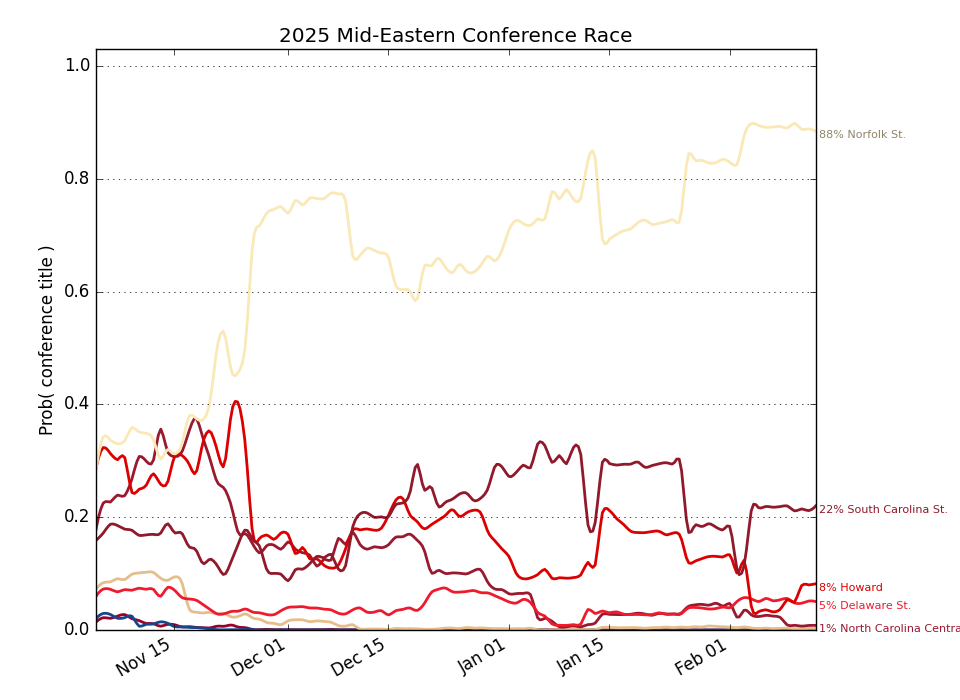 2025 Mid-Eastern Conference Race
Prob( conference title )
1.0
0.8
0.6
0.4
0.2
0.0
Nov 15
Dec 01
Dec 15
Jan 01
Jan 15
Feb 01
88% Norfolk St.
22% South Carolina St.
8% Howard
5% Delaware St.
1% North Carolina Centra